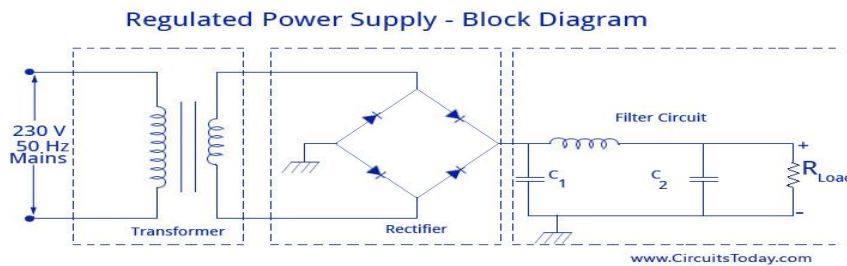 Regulated Power Supply - Block Diagram
230 V
50 Hz
Mains
Transformer
Rectifier
Filter Circuit
C1
C2
+
RLoad
-
www.CircuitsToday.com